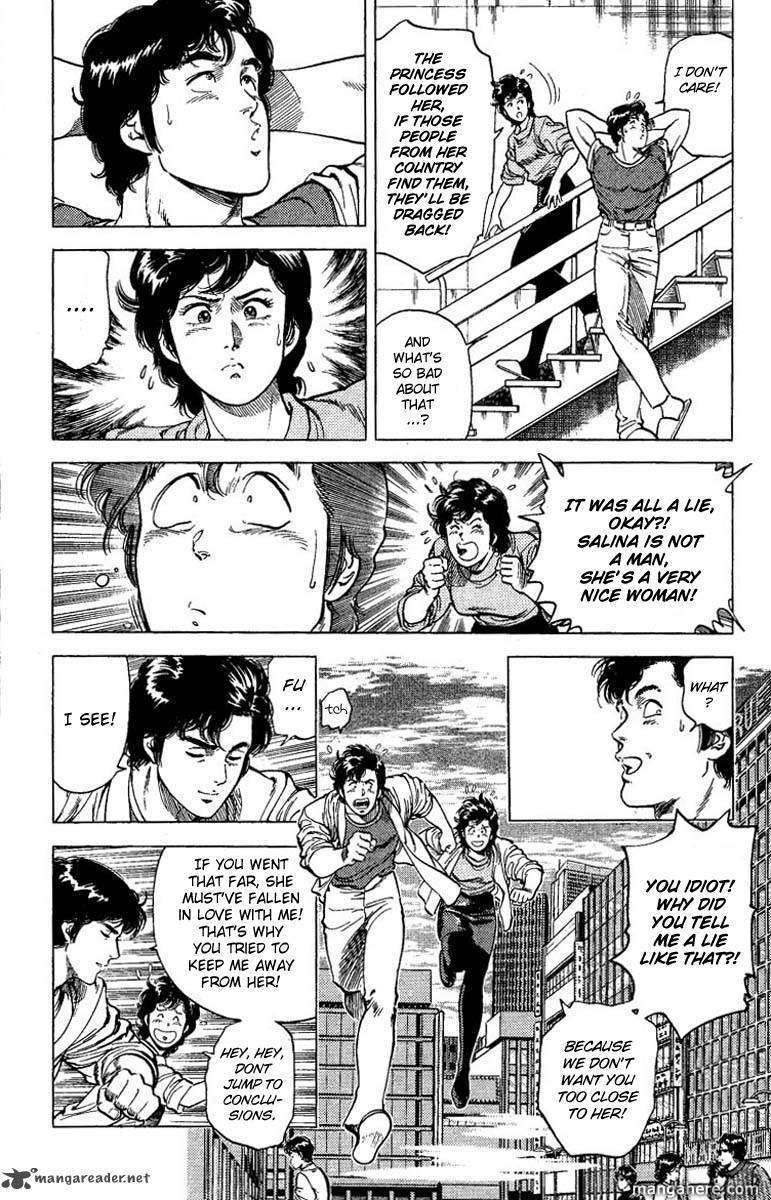 I DON'T
CARE!
THE
PRINCESS
FOLLOWED
HER,
IF THOSE
PEOPLE
FROM HER
COUNTRY
FIND THEM,
THEY'LL BE
DRAGGED
BACK!
AND
WHAT'S
SO BAD
ABOUT
THAT
...?
....
IT WAS ALL A LIE,
OKAY?!
SALINA IS NOT
A MAN,
SHE'S A VERY
NICE WOMAN!
WHAT
?
YOU IDIOT!
WHY DID
YOU TELL
ME A LIE
LIKE THAT?!
BECAUSE
WE DON'T
WANT YOU
TOO CLOSE
TO HER!
tch
FU
...
I SEE!
IF YOU WENT
THAT FAR, SHE
MUST'VE FALLEN
IN LOVE WITH ME!
THAT'S WHY
YOU TRIED TO
KEEP ME AWAY
FROM HER!
HEY, HEY,
DONT
JUMP TO
CONCLU-
SIONS.
mangareader.net
mangahere.com